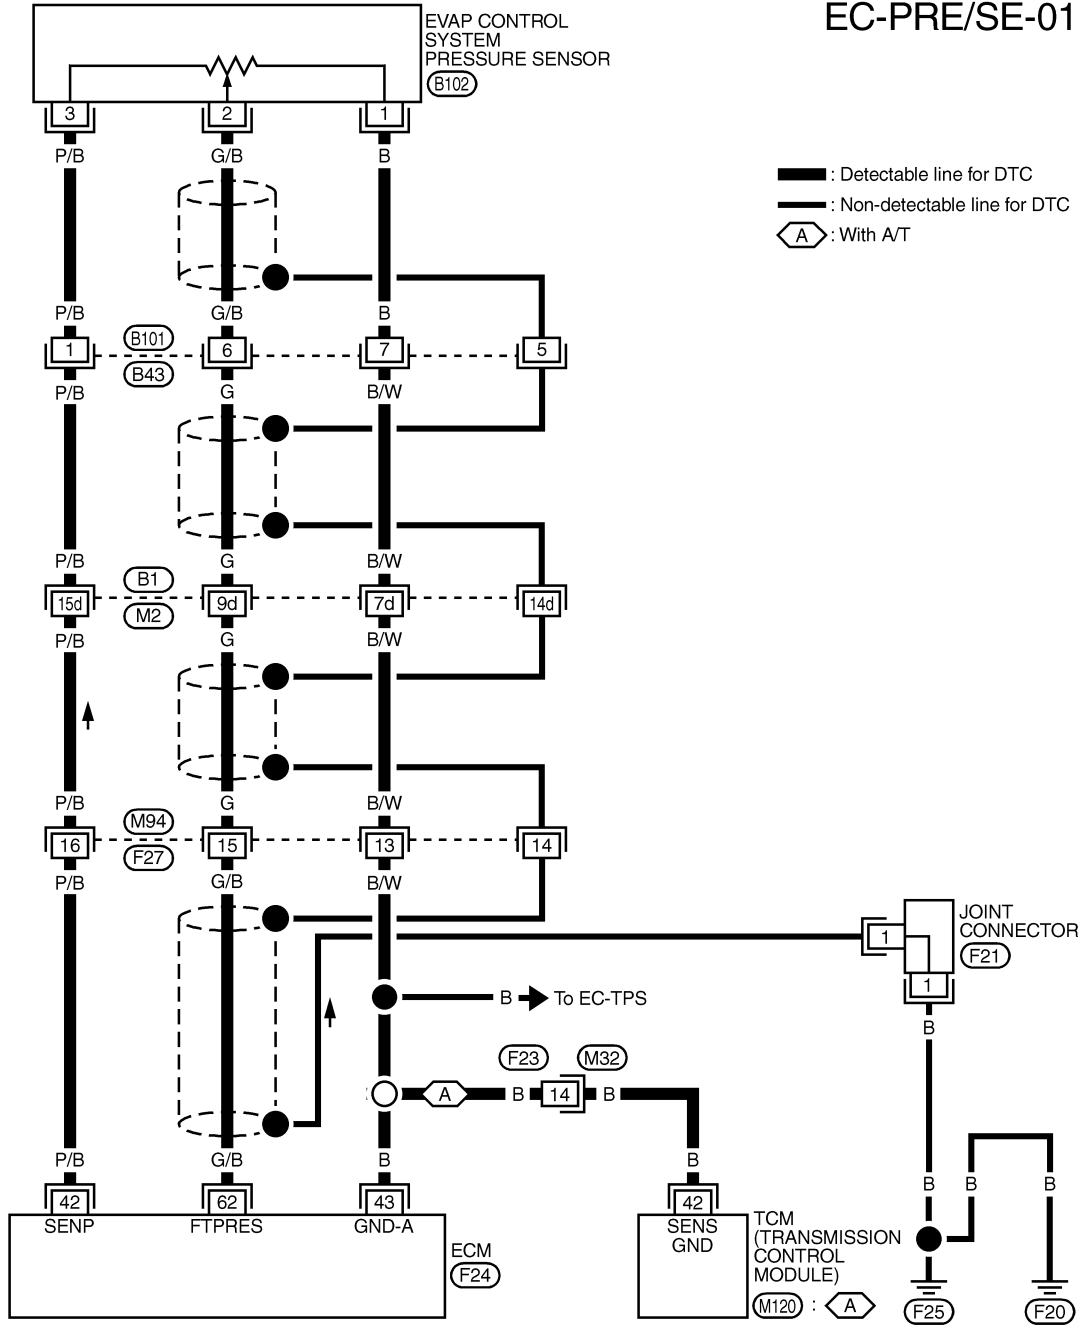 EC-PRE/SE-01
EVAP CONTROL
SYSTEM
PRESSURE SENSOR
B102
3 2 1
P/B G/B B
: Detectable line for DTC
: Non-detectable line for DTC
A : With A/T
P/B G/B B
B101
1 6 7 5
B43
P/B G B/W
P/B G B/W
B1
15d 9d 7d 14d
M2
P/B G B/W
P/B G B/W
M94
16 15 13 14
F27
P/B G/B B/W
JOINT
CONNECTOR
F21
1
1
B
B To EC-TPS
F23 M32
A B 14 B
P/B G/B B B
B B B
42 62 43 42
SENP FTPRES GND-A
SENS
GND
ECM
F24
TCM
(TRANSMISSION
CONTROL
MODULE)
M120 : A
F25 F20